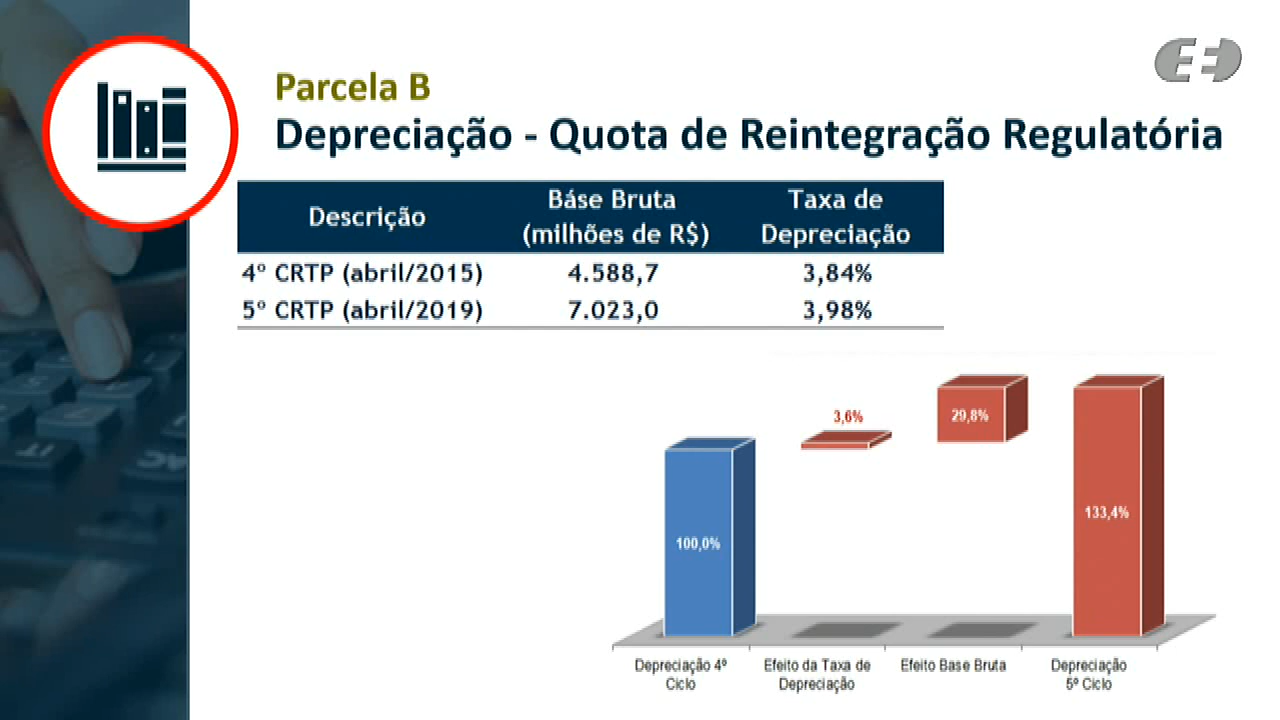 Parcela B
Depreciação - Quota de Reintegração Regulatória
Descrição
Báse Bruta
(milhões de R$)
Taxa de
Depreciação
4º CRTP (abril/2015) 4.588,7 3,84%
5º CRTP (abril/2019) 7.023,0 3,98%
3,6%
29,8%
133,4%
100,0%
Depreciação 4º
Ciclo
Efeito da Taxa de
Depreciação
Efeito Base Bruta
Depreciação
5º Ciclo